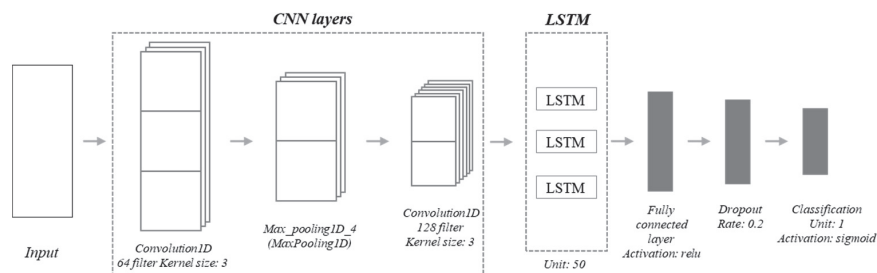 CNN layers
LSTM
LSTM
LSTM
LSTM
Input
Convolution1D
64 filter Kernel size: 3
Max_pooling1D_4
(MaxPooling1D)
Convolution1D
128 filter
Kernel size: 3
Unit: 50
Fully
connected
layer
Activation: relu
Dropout
Rate: 0.2
Classification
Unit: 1
Activation: sigmoid